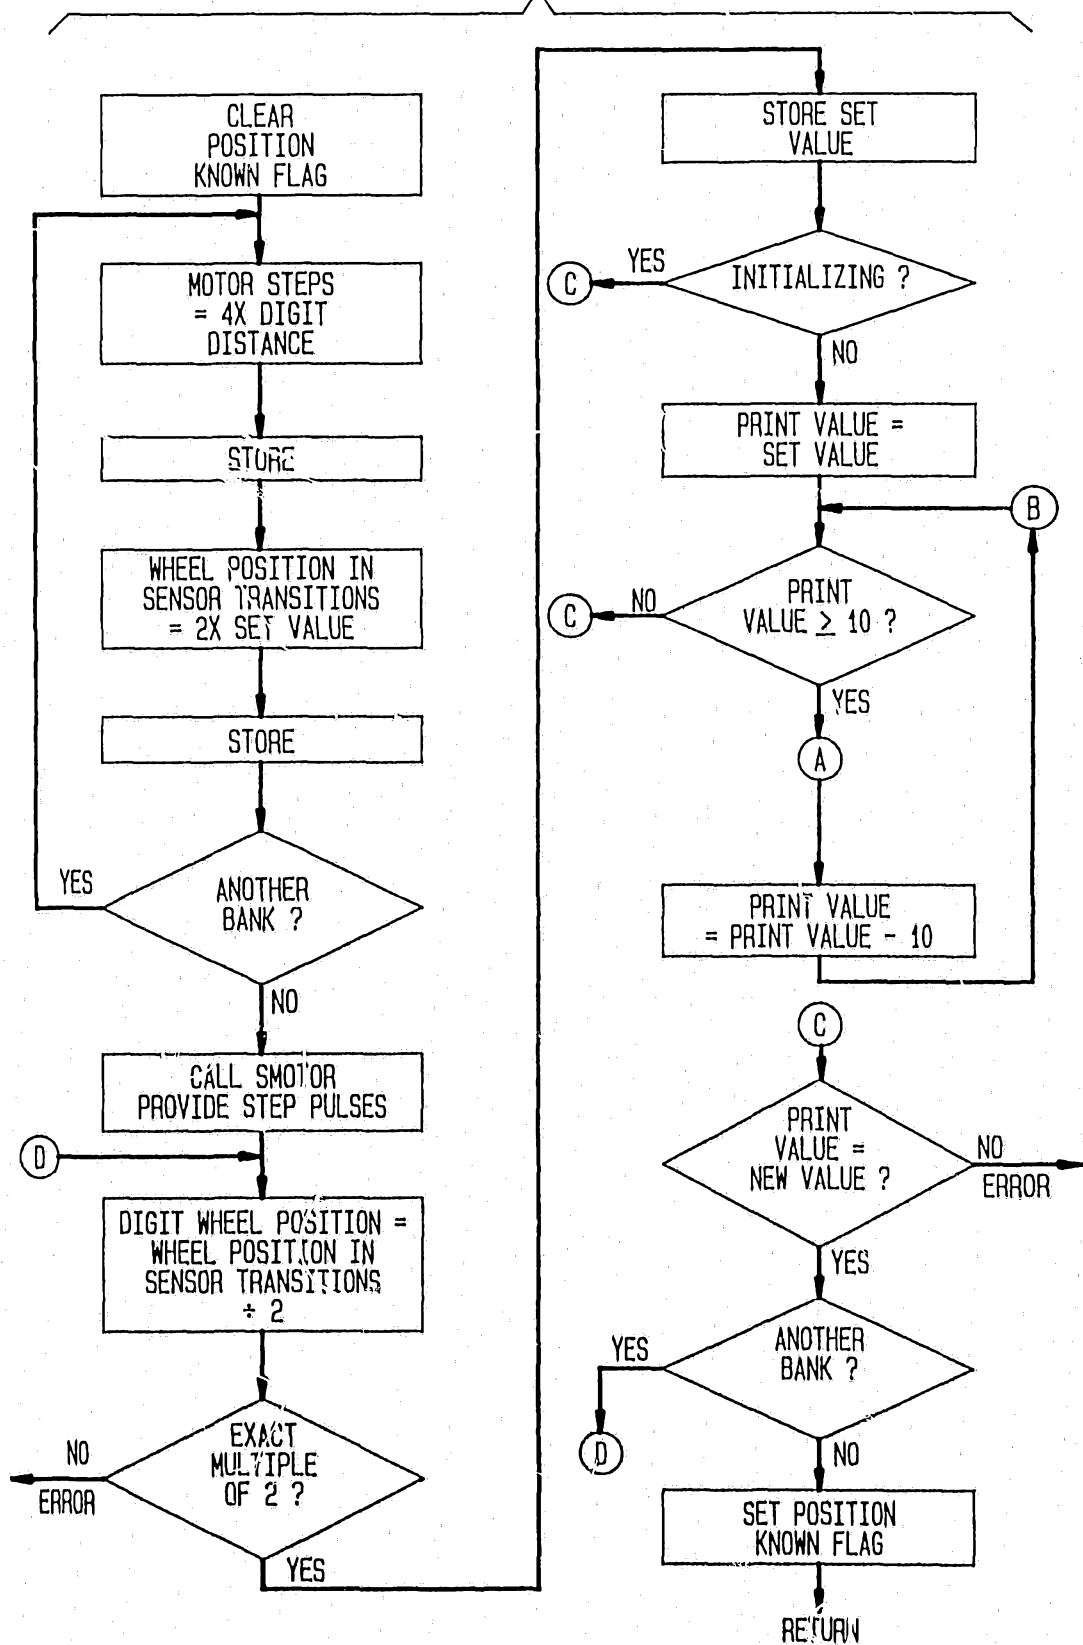 CLEAR
POSITION
KNOWN FLAG
MOTOR STEPS
= 4X DIGIT
DISTANCE
STORE
WHEEL POSITION IN
SENSOR TRANSITIONS
= 2X SET VALUE
STORE
YES
ANOTHER
BANK ?
NO
CALL SMOTOR
PROVIDE STEP PULSES
D
DIGIT WHEEL POSITION =
WHEEL POSITION IN
SENSOR TRANSITIONS
÷ 2
NO
ERROR
EXACT
MULTIPLE
OF 2 ?
YES
STORE SET
VALUE
C
YES
INITIALIZING ?
NO
PRINT VALUE =
SET VALUE
B
C
NO
PRINT
VALUE ≥ 10 ?
YES
A
PRINT VALUE
= PRINT VALUE - 10
C
PRINT
VALUE =
NEW VALUE ?
NO
ERROR
YES
YES
ANOTHER
BANK ?
D
NO
SET POSITION
KNOWN FLAG
RETURN